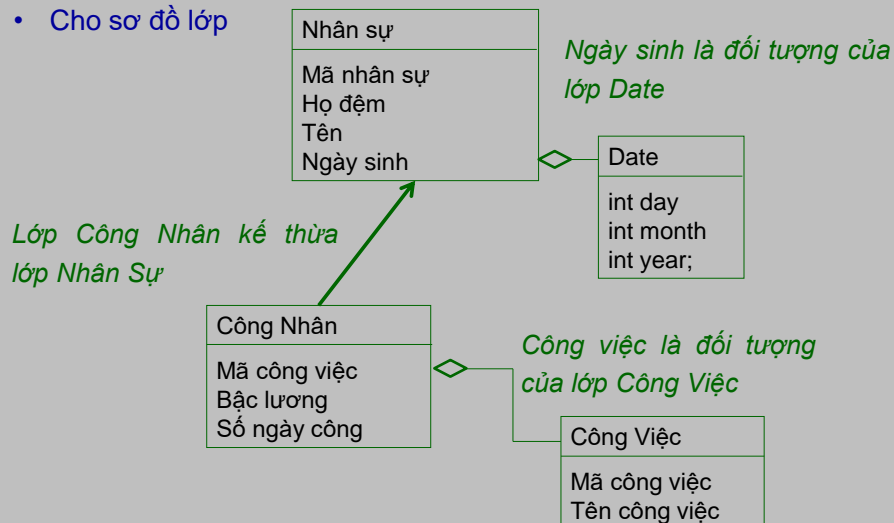 • Cho sơ đồ lớp
Nhân sự
Mã nhân sự
Họ đệm
Tên
Ngày sinh
Ngày sinh là đối tượng của
lớp Date
Date
int day
int month
int year;
Lớp Công Nhân kế thừa
lớp Nhân Sự
Công Nhân
Mã công việc
Bậc lương
Số ngày công
Công việc là đối tượng
của lớp Công Việc
Công Việc
Mã công việc
Tên công việc